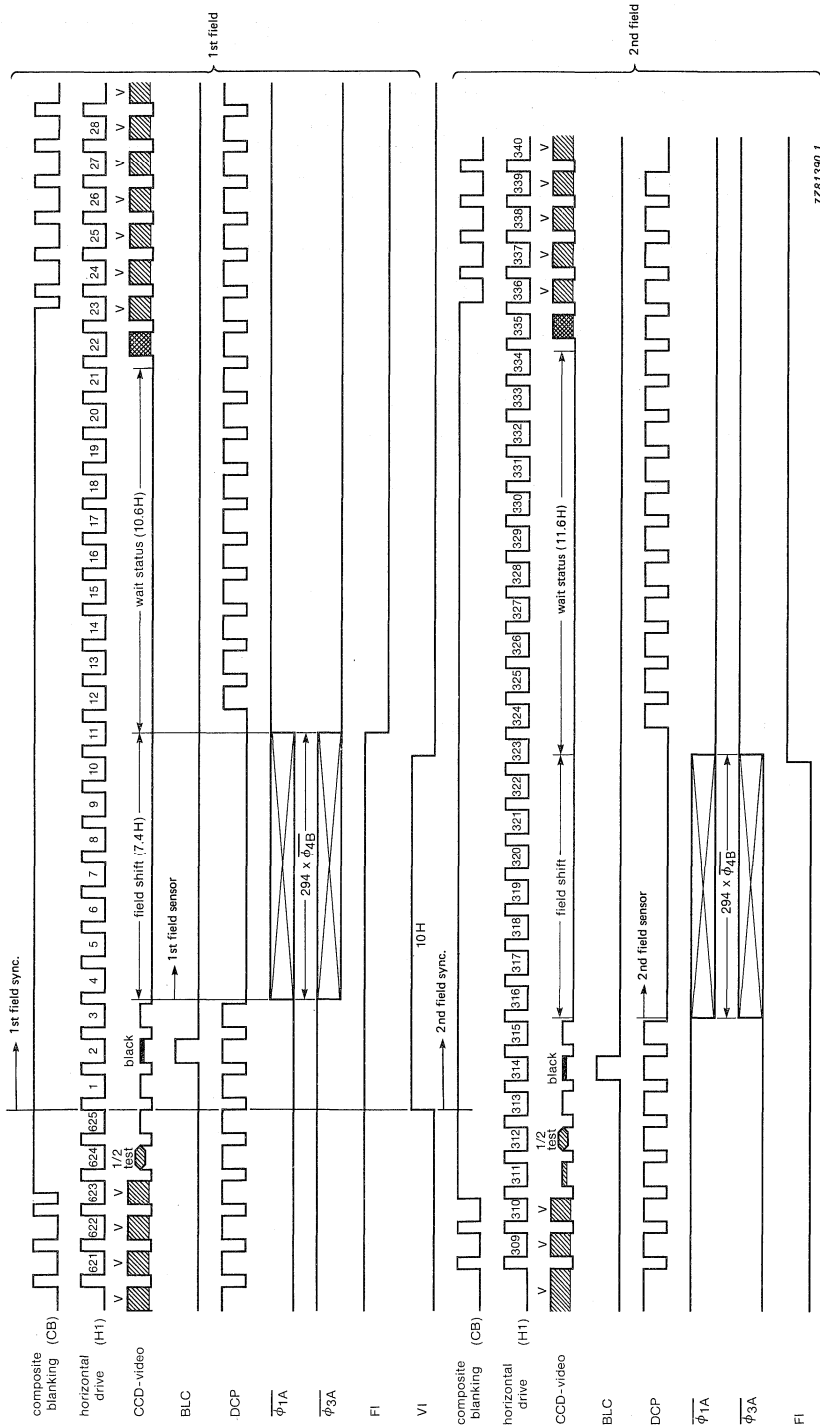 1st field sync.
composite
blanking (CB)
horizontal
drive (H1)
621 622 623 624 625 1 2 3 4 5 6 7 8 9 10 11 12 13 14 15 16 17 18 19 20 21 22 23 24 25 26 27 28
CCD-video
V V V V 1/2 test black field shift (7.4H) wait status (10.6H) V V V V V V V
BLC
1st field sensor
DCP
φ1A
294 x φ4B
φ3A
FI
VI
10H
1st field
2nd field sync.
composite
blanking (CB)
horizontal
drive (H1)
309 310 311 312 313 314 315 316 317 318 319 320 321 322 323 324 325 326 327 328 329 330 331 332 333 334 335 336 337 338 339 340
CCD-video
V V V 1/2 test black field shift wait status (11.6H) V V V V V
BLC
2nd field sensor
DCP
φ1A
294 x φ4B
φ3A
FI
2nd field
7Z81390.1